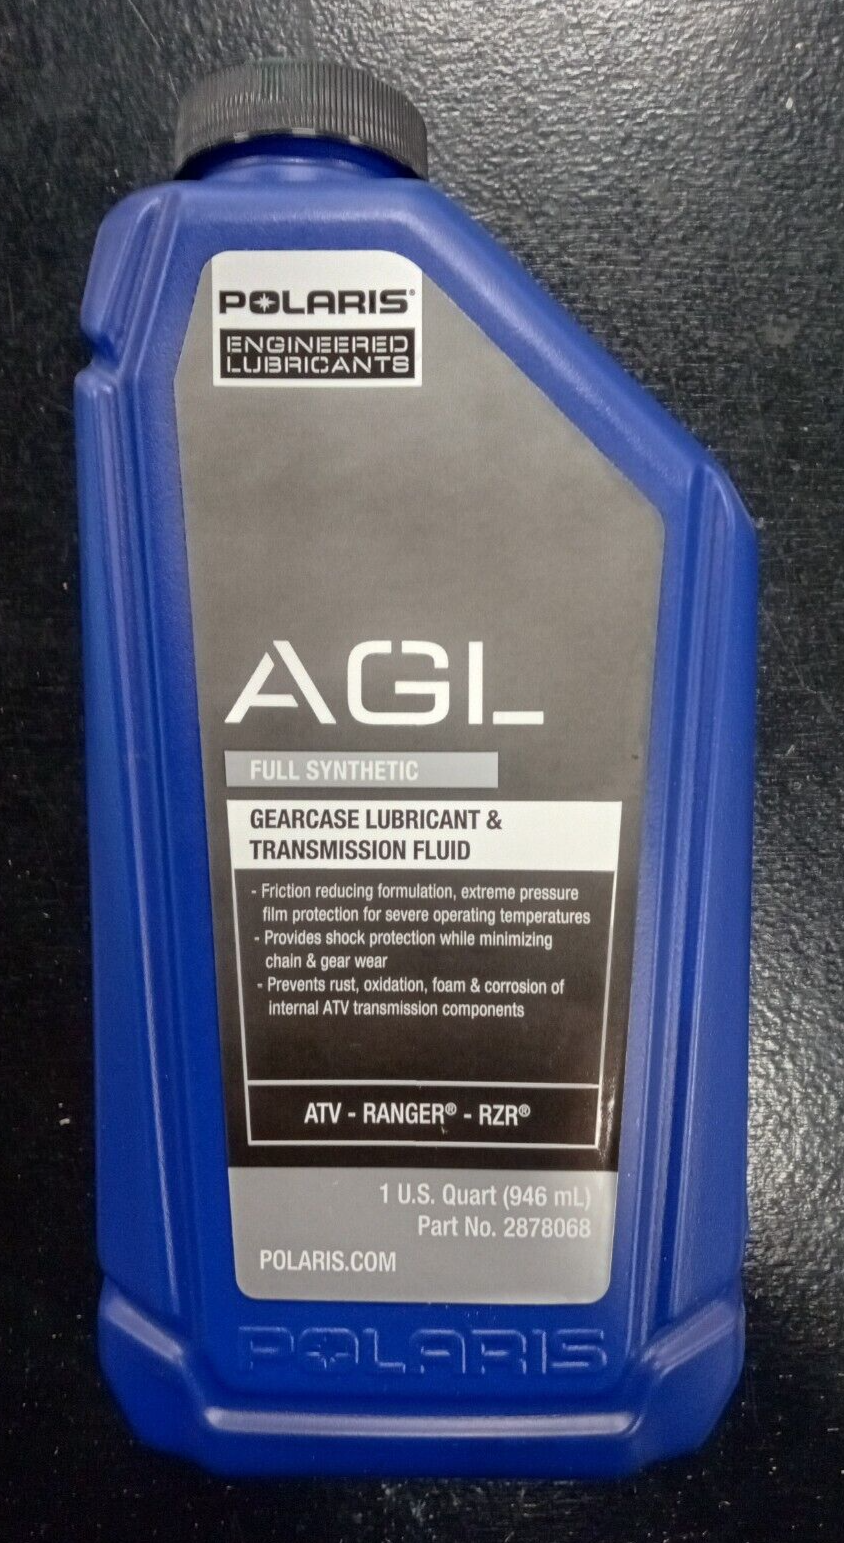 POLARIS®
ENGINEERED
LUBRICANTS
AGL
FULL SYNTHETIC
GEARCASE LUBRICANT &
TRANSMISSION FLUID
- Friction reducing formulation, extreme pressure
film protection for severe operating temperatures
- Provides shock protection while minimizing
chain & gear wear
- Prevents rust, oxidation, foam & corrosion of
internal ATV transmission components
ATV - RANGER® - RZR®
1 U.S. Quart (946 mL)
Part No. 2878068
POLARIS.COM
POLARIS